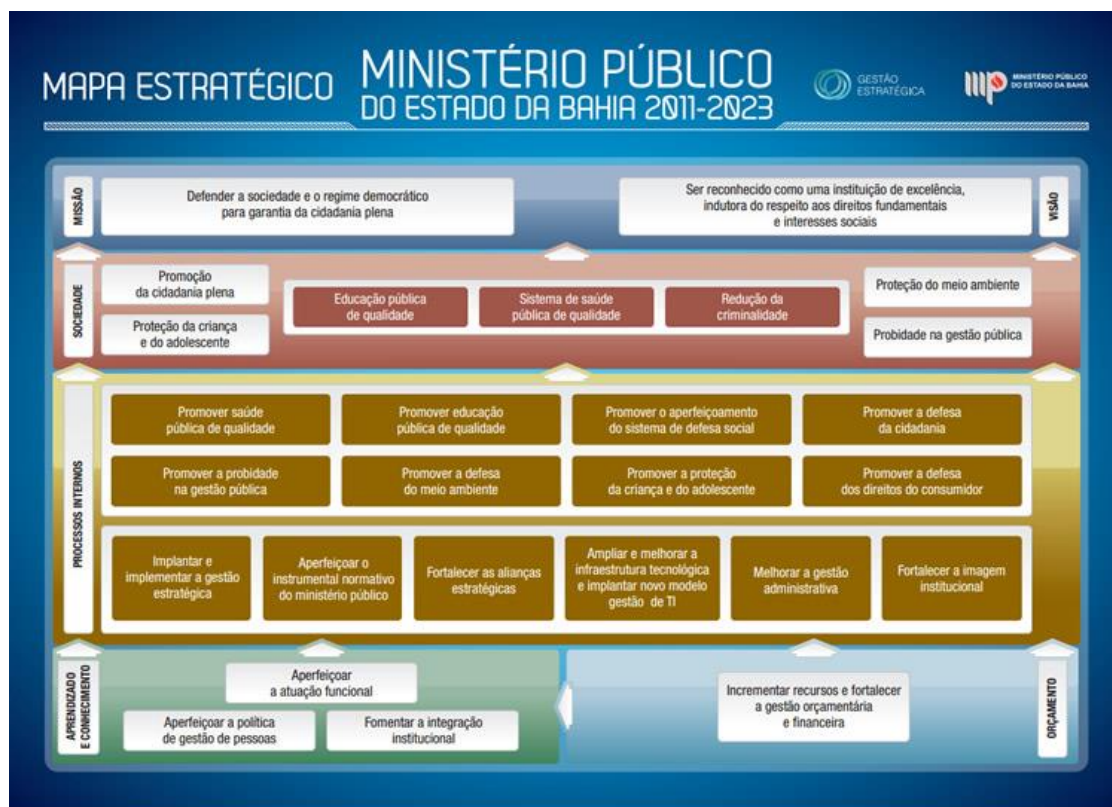 MAPA ESTRATÉGICO
MINISTÉRIO PÚBLICO
DO ESTADO DA BAHIA 2011-2023
GESTÃO
ESTRATÉGICA
mp
MINISTÉRIO PÚBLICO
DO ESTADO DA BAHIA
MISSÃO
Defender a sociedade e o regime democrático
para garantia da cidadania plena
Ser reconhecido como uma instituição de excelência,
indutora do respeito aos direitos fundamentais
e interesses sociais
VISÃO
SOCIEDADE
Promoção
da cidadania plena
Proteção da criança
e do adolescente
Educação pública
de qualidade
Sistema de saúde
pública de qualidade
Redução da
criminalidade
Proteção do meio ambiente
Probidade na gestão pública
PROCESSOS INTERNOS
Promover saúde
pública de qualidade
Promover educação
pública de qualidade
Promover o aperfeiçoamento
do sistema de defesa social
Promover a defesa
da cidadania
Promover a probidade
na gestão pública
Promover a defesa
do meio ambiente
Promover a proteção
da criança e do adolescente
Promover a defesa
dos direitos do consumidor
Implantar e
implementar a gestão
estratégica
Aperfeiçoar o
instrumental normativo
do ministério público
Fortalecer as alianças
estratégicas
Ampliar e melhorar a
infraestrutura tecnológica
e implantar novo modelo
gestão de TI
Melhorar a gestão
administrativa
Fortalecer a imagem
institucional
APRENDIZADO
E CONHECIMENTO
Aperfeiçoar
a atuação funcional
Aperfeiçoar a política
de gestão de pessoas
Fomentar a integração
institucional
Incrementar recursos e fortalecer
a gestão orçamentária
e financeira
ORÇAMENTO